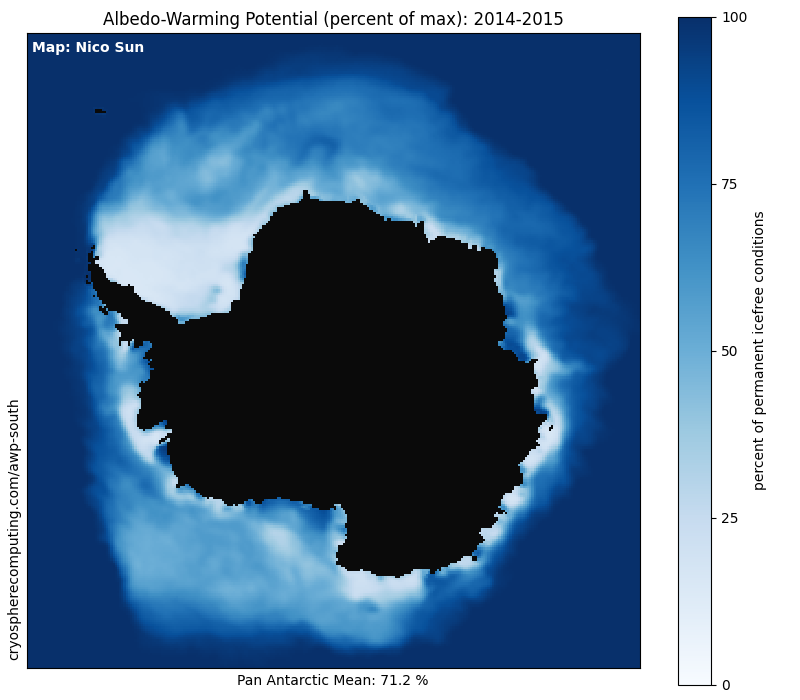 Albedo-Warming Potential (percent of max): 2014-2015
Map: Nico Sun
cryospherecomputing.com/awp-south
Pan Antarctic Mean: 71.2 %
100
75
50
25
0
percent of permanent icefree conditions